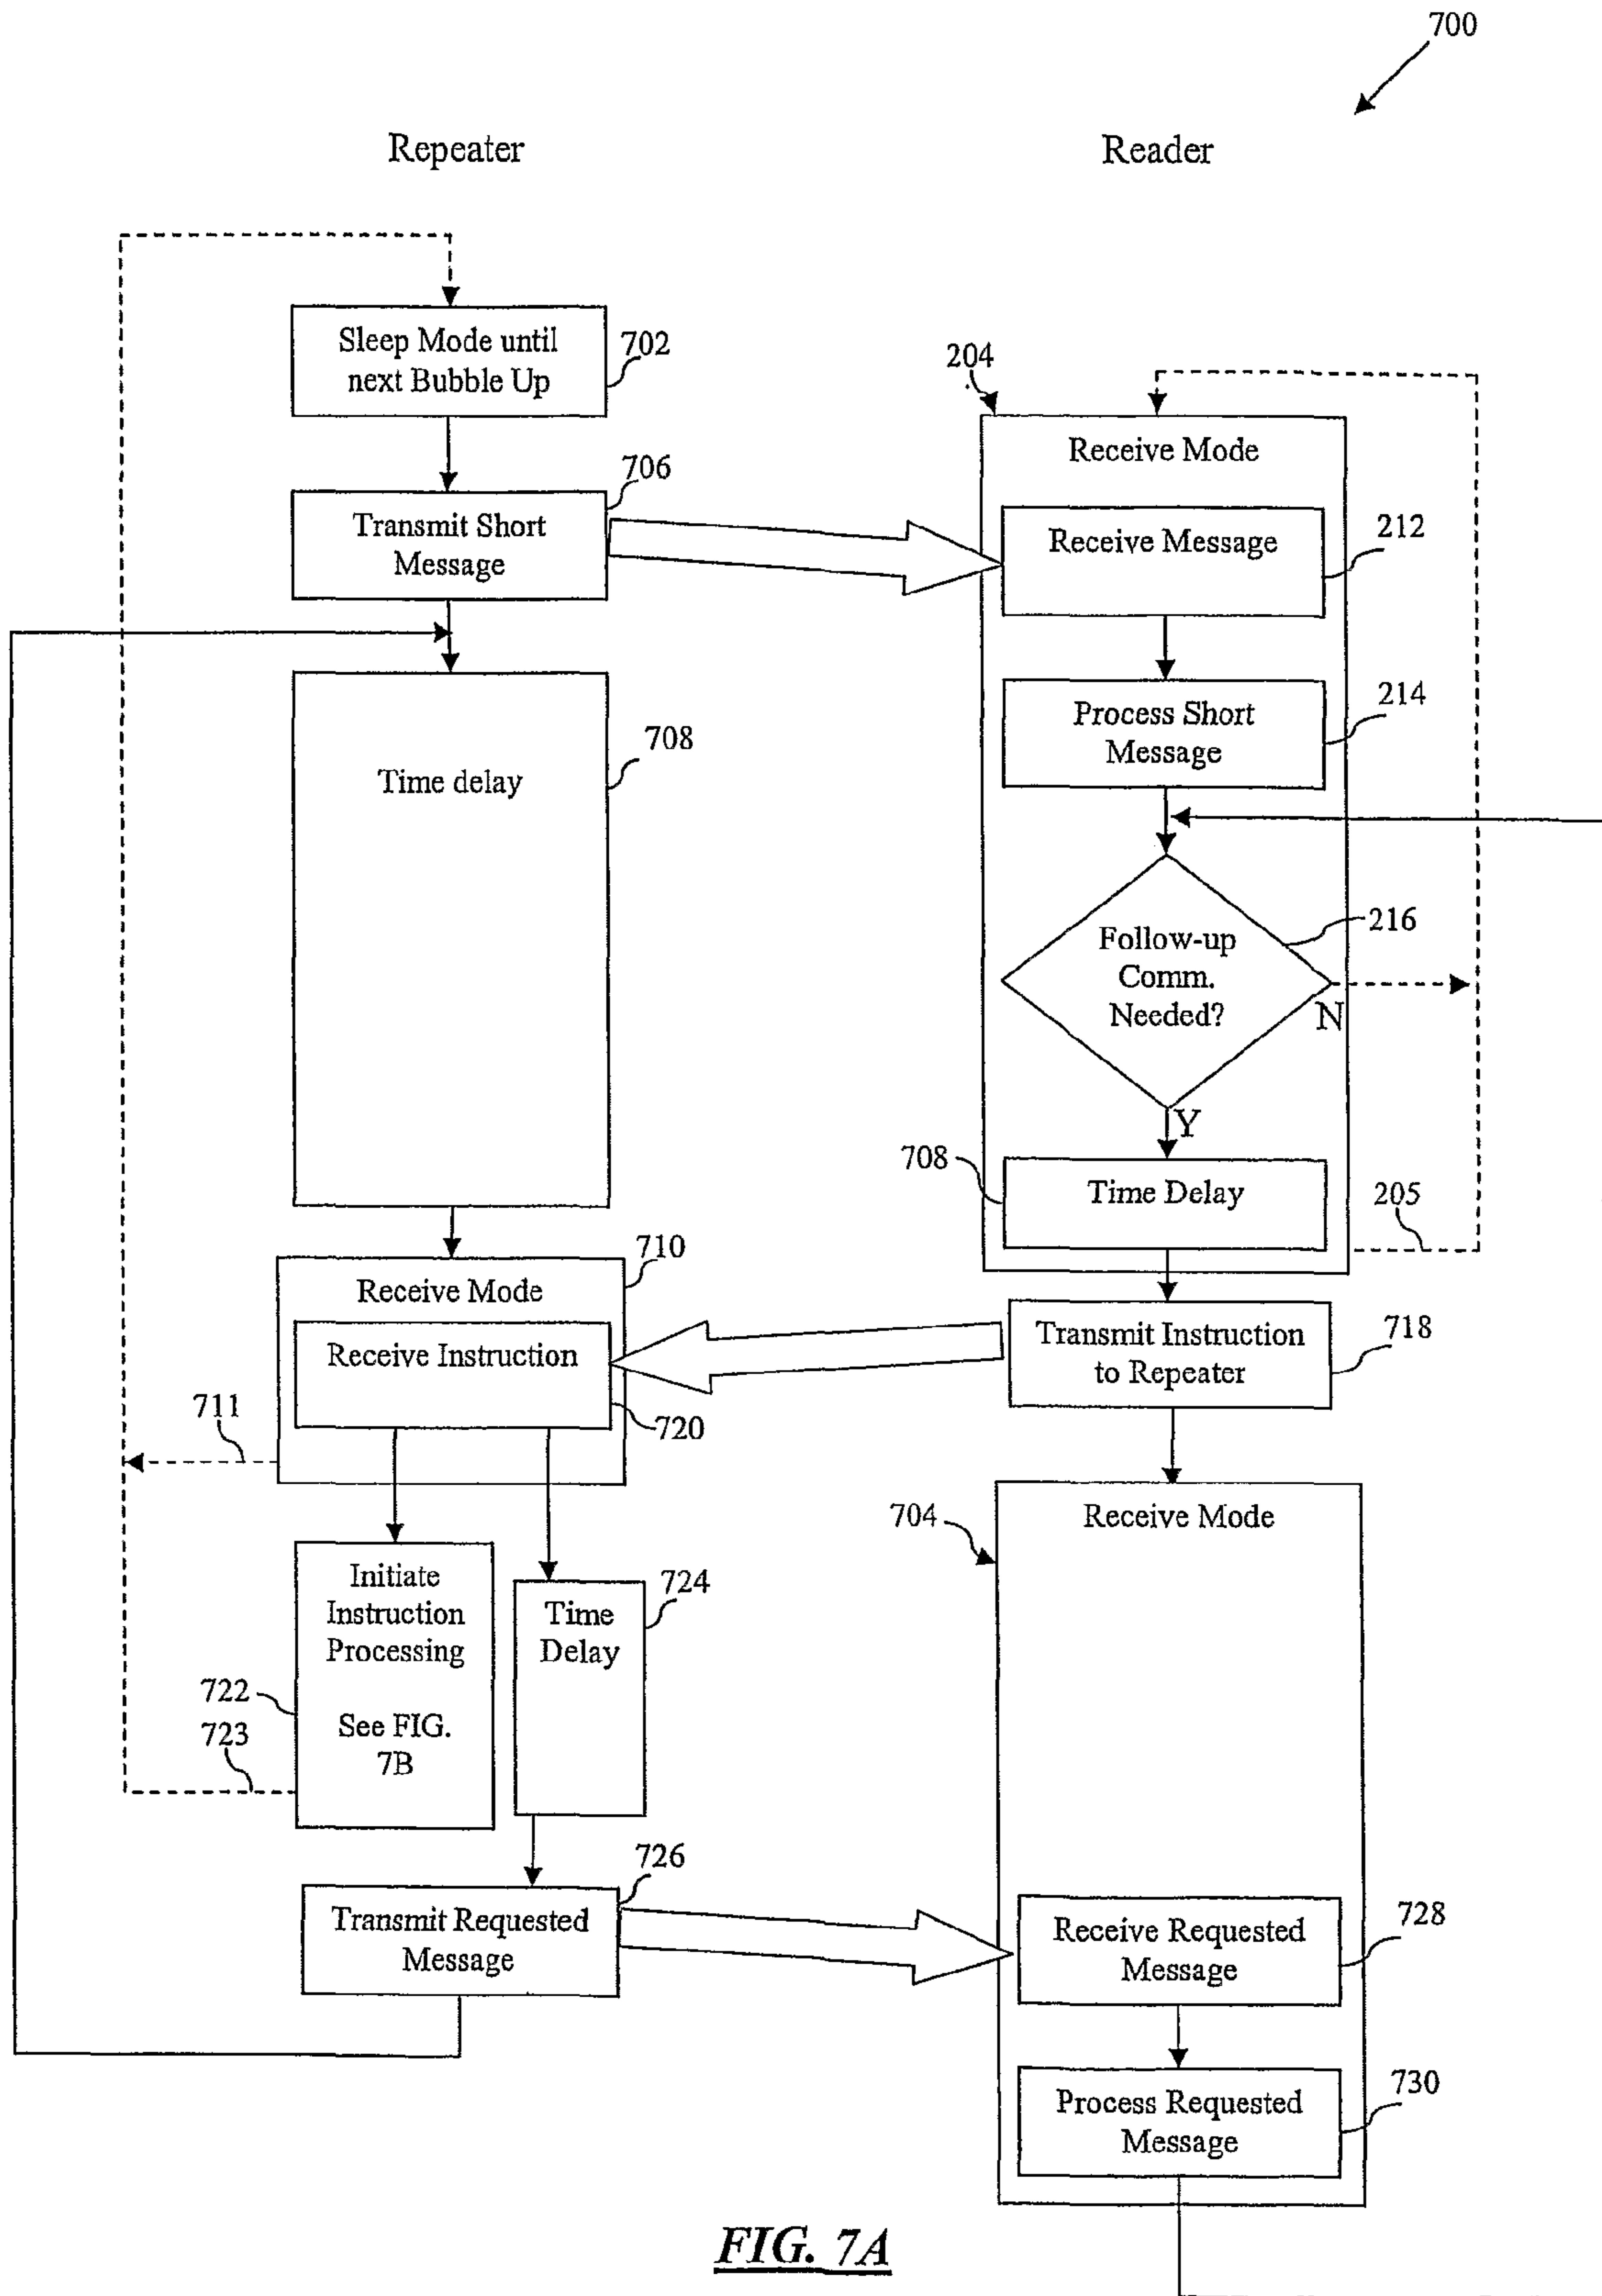 700
Repeater
Reader
Sleep Mode until
next Bubble Up
702
204
Receive Mode
706
Transmit Short
Message
Receive Message
212
Process Short
Message
214
708
Time delay
Follow-up
Comm.
Needed?
216
N
Y
708
Time Delay
205
710
Receive Mode
Receive Instruction
720
711
Transmit Instruction
to Repeater
718
704
Receive Mode
Initiate
Instruction
Processing
See FIG.
7B
722
723
724
Time
Delay
726
Transmit Requested
Message
Receive Requested
Message
728
Process Requested
Message
730
FIG. 7A